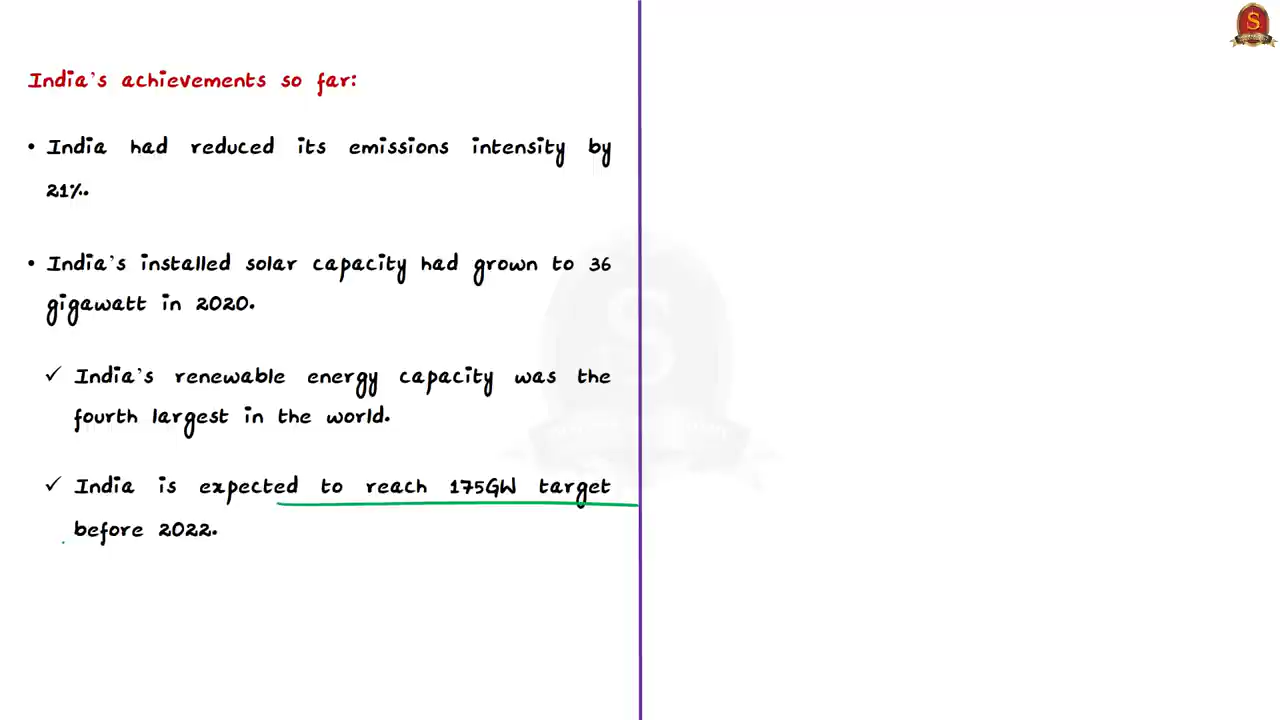 India's achievements so far:
• India had reduced its emissions intensity by
21%.
• India's installed solar capacity had grown to 36
gigawatt in 2020.
✓ India's renewable energy capacity was the
fourth largest in the world.
✓ India is expected to reach 175GW target
before 2022.
S
S